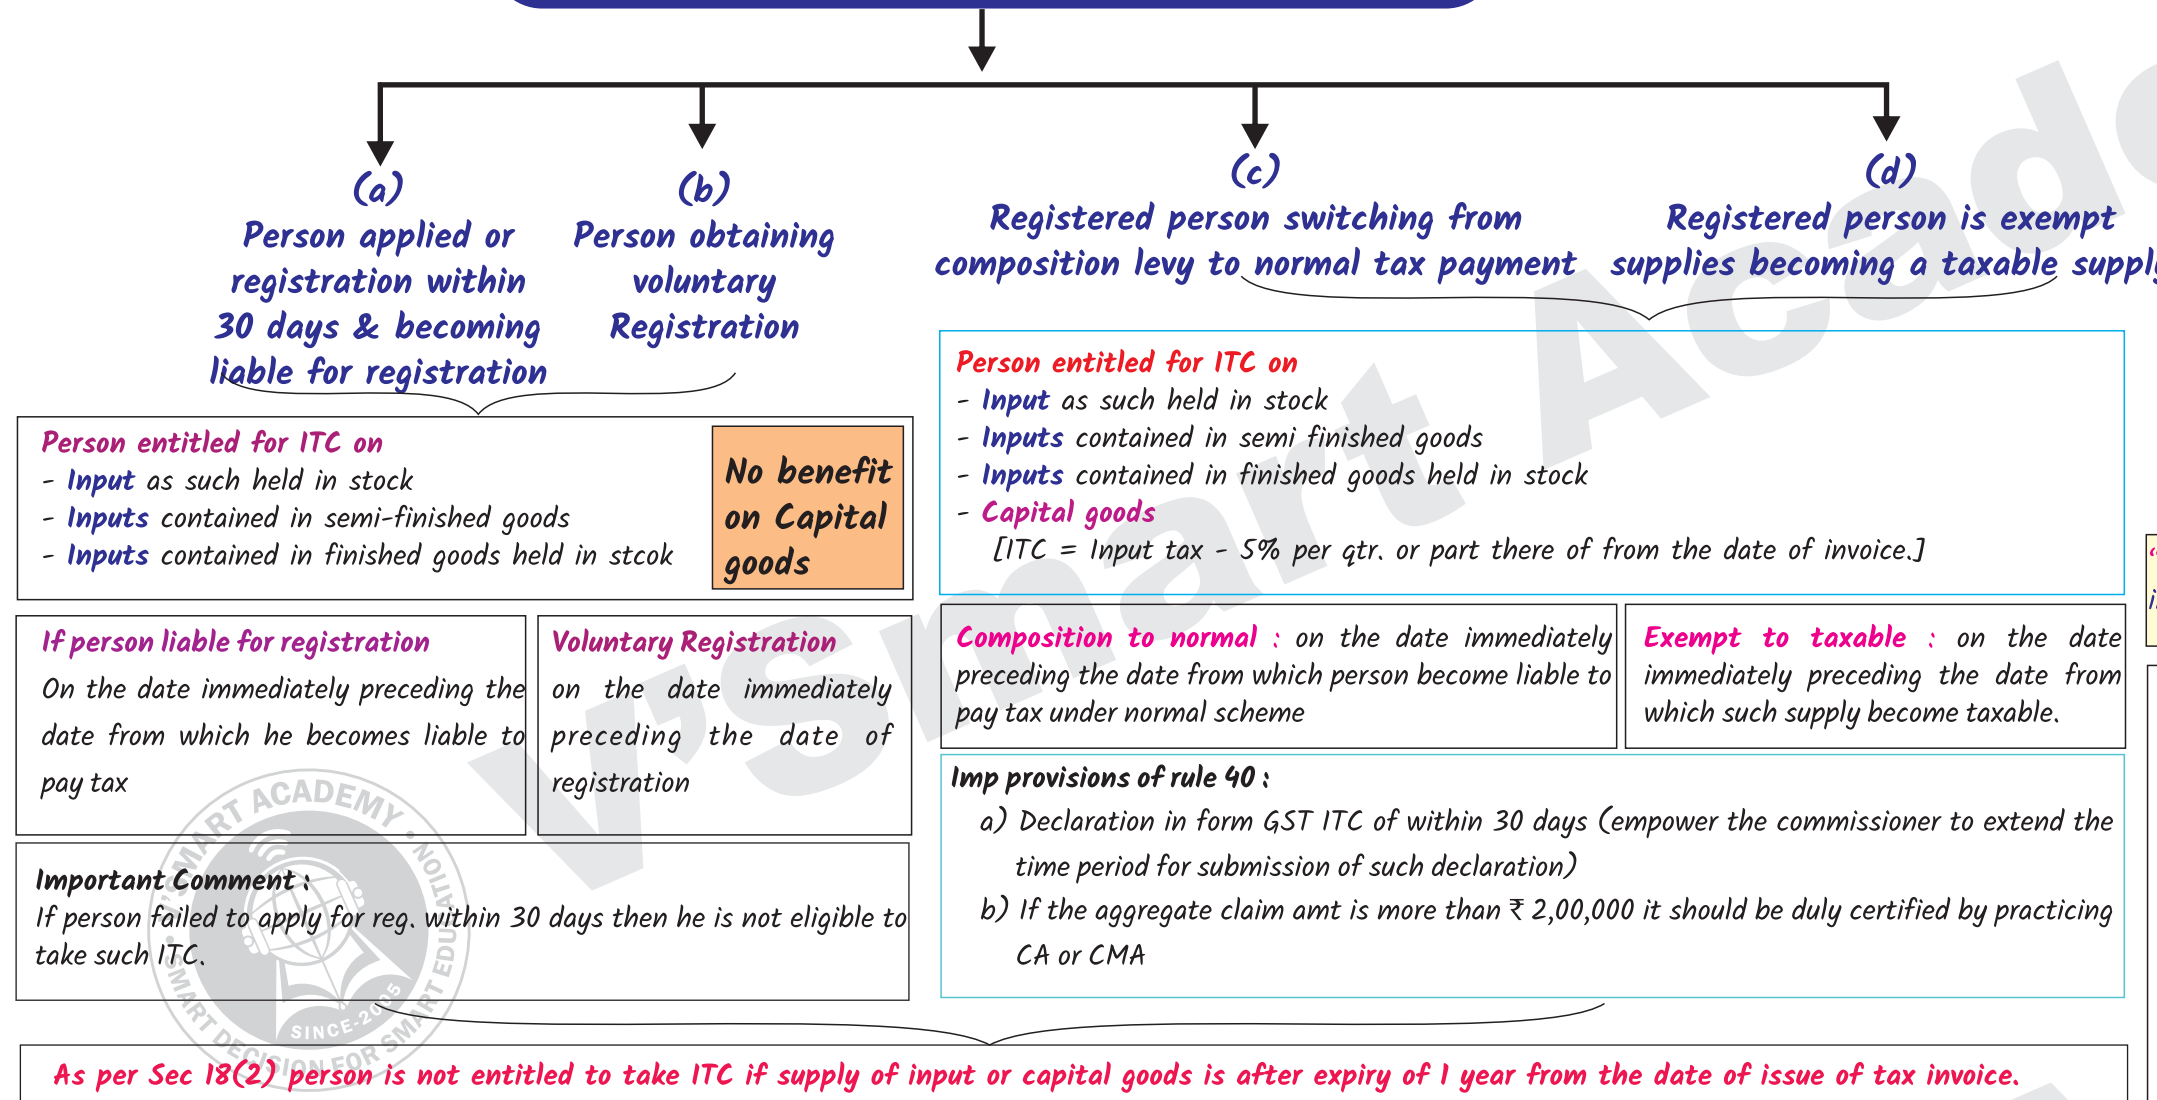 (a)
Person applied or
registration within
30 days & becoming
liable for registration
(b)
Person obtaining
voluntary
Registration
(c)
Registered person switching from
composition levy to normal tax payment
(d)
Registered person is exempt
supplies becoming a taxable supply
Person entitled for ITC on
- Input as such held in stock
- Inputs contained in semi-finished goods
- Inputs contained in finished goods held in stcok
No benefit
on Capital
goods
Person entitled for ITC on
- Input as such held in stock
- Inputs contained in semi finished goods
- Inputs contained in finished goods held in stock
- Capital goods
[ITC = Input tax - 5% per qtr. or part there of from the date of invoice.]
If person liable for registration
On the date immediately preceding the
date from which he becomes liable to
pay tax
Voluntary Registration
on the date immediately
preceding the date of
registration
Composition to normal : on the date immediately
preceding the date from which person become liable to
pay tax under normal scheme
Exempt to taxable : on the date
immediately preceding the date from
which such supply become taxable.
Important Comment :
If person failed to apply for reg. within 30 days then he is not eligible to
take such ITC.
Imp provisions of rule 40 :
a) Declaration in form GST ITC of within 30 days (empower the commissioner to extend the
time period for submission of such declaration)
b) If the aggregate claim amt is more than ₹ 2,00,000 it should be duly certified by practicing
CA or CMA
As per Sec 18(2) person is not entitled to take ITC if supply of input or capital goods is after expiry of 1 year from the date of issue of tax invoice.
V'Smart Acade
V'SMART ACADEMY
SMART DECISION FOR SMART EDUCATION
SINCE-2005